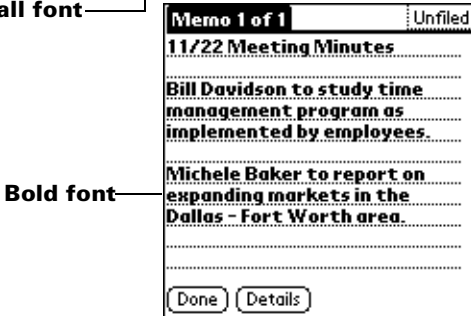 all font
Memo 1 of 1 Unfiled
11/22 Meeting Minutes
Bill Davidson to study time
management program as
implemented by employees.
Michele Baker to report on
Bold font
expanding markets in the
Dallas - Fort Worth area.
Done Details